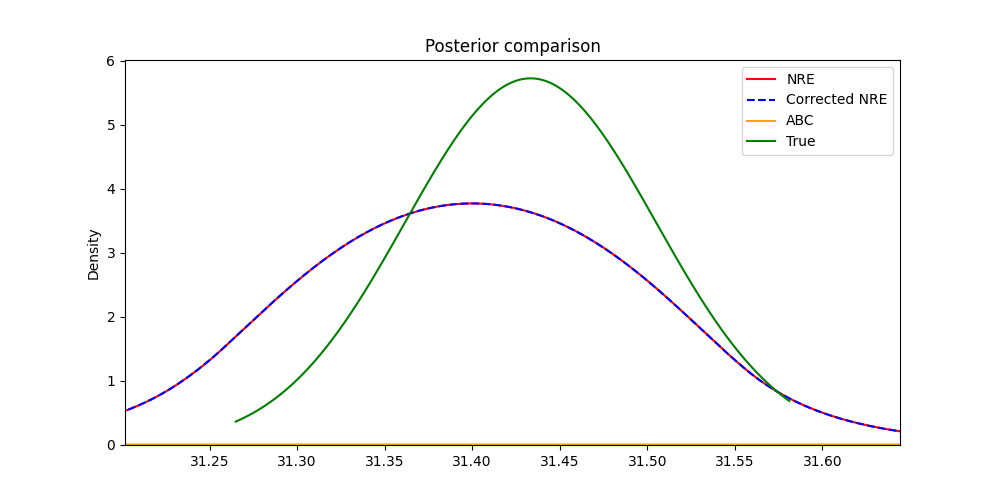 Posterior comparison
NRE
Corrected NRE
ABC
True
Density
6
5
4
3
2
1
0
31.25 31.30 31.35 31.40 31.45 31.50 31.55 31.60